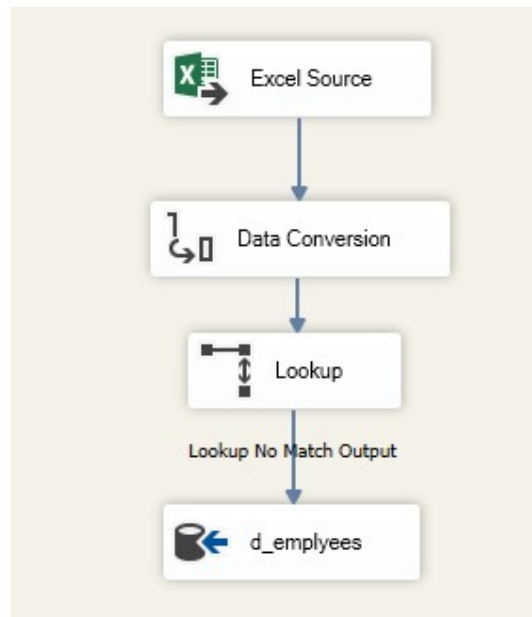 Excel Source
Data Conversion
Lookup
Lookup No Match Output
d_emplyees